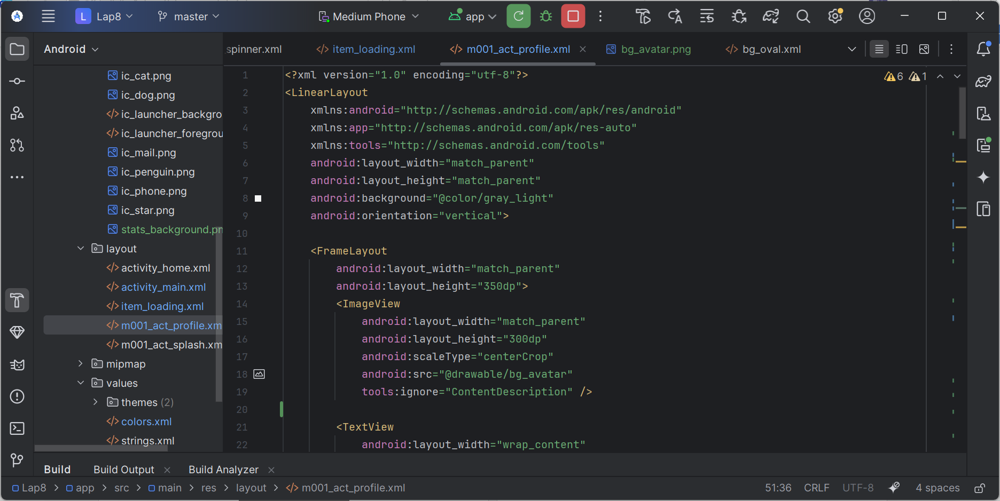 L Lap8 master Medium Phone app
Android
spinner.xml item_loading.xml m001_act_profile.xml bg_avatar.png bg_oval.xml
ic_cat.png
ic_dog.png
ic_launcher_backgro
ic_launcher_foregrou
ic_mail.png
ic_penguin.png
ic_phone.png
ic_star.png
stats_background.pn
layout
activity_home.xml
activity_main.xml
item_loading.xml
m001_act_profile.xm
m001_act_splash.xm
mipmap
values
themes (2)
colors.xml
strings.xml
6 1
1 <?xml version="1.0" encoding="utf-8"?>
2 <LinearLayout
3 xmlns:android="http://schemas.android.com/apk/res/android"
4 xmlns:app="http://schemas.android.com/apk/res-auto"
5 xmlns:tools="http://schemas.android.com/tools"
6 android:layout_width="match_parent"
7 android:layout_height="match_parent"
8 android:background="@color/gray_light"
9 android:orientation="vertical">
10
11 <FrameLayout
12 android:layout_width="match_parent"
13 android:layout_height="350dp">
14 <ImageView
15 android:layout_width="match_parent"
16 android:layout_height="300dp"
17 android:scaleType="centerCrop"
18 android:src="@drawable/bg_avatar"
19 tools:ignore="ContentDescription" />
20
21 <TextView
22 android:layout_width="wrap_content"
Build Build Output Build Analyzer
Lap8 > app > src > main > res > layout > m001_act_profile.xml 51:36 CRLF UTF-8 4 spaces